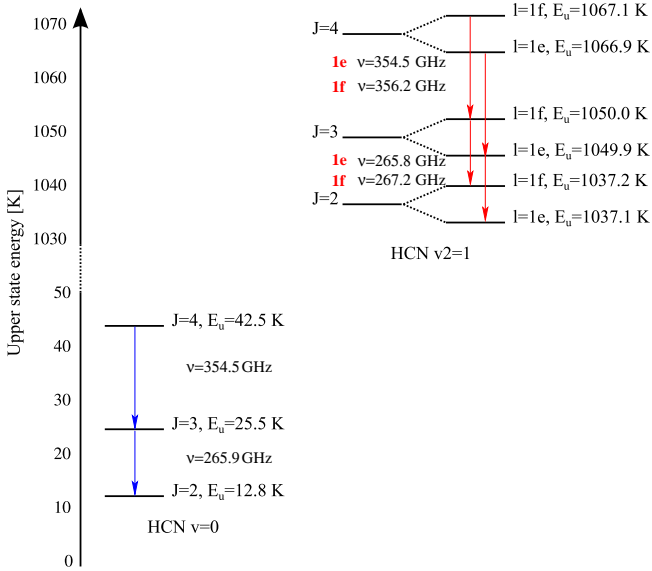 Upper state energy [K]
1070
1060
1050
1040
1030
50
40
30
20
10
0
J=4, Eu=42.5 K
ν=354.5 GHz
J=3, Eu=25.5 K
ν=265.9 GHz
J=2, Eu=12.8 K
HCN v=0
l=1f, Eu=1067.1 K
J=4
l=1e, Eu=1066.9 K
1e ν=354.5 GHz
1f ν=356.2 GHz
l=1f, Eu=1050.0 K
J=3
l=1e, Eu=1049.9 K
1e ν=265.8 GHz
1f ν=267.2 GHz
l=1f, Eu=1037.2 K
J=2
l=1e, Eu=1037.1 K
HCN v2=1